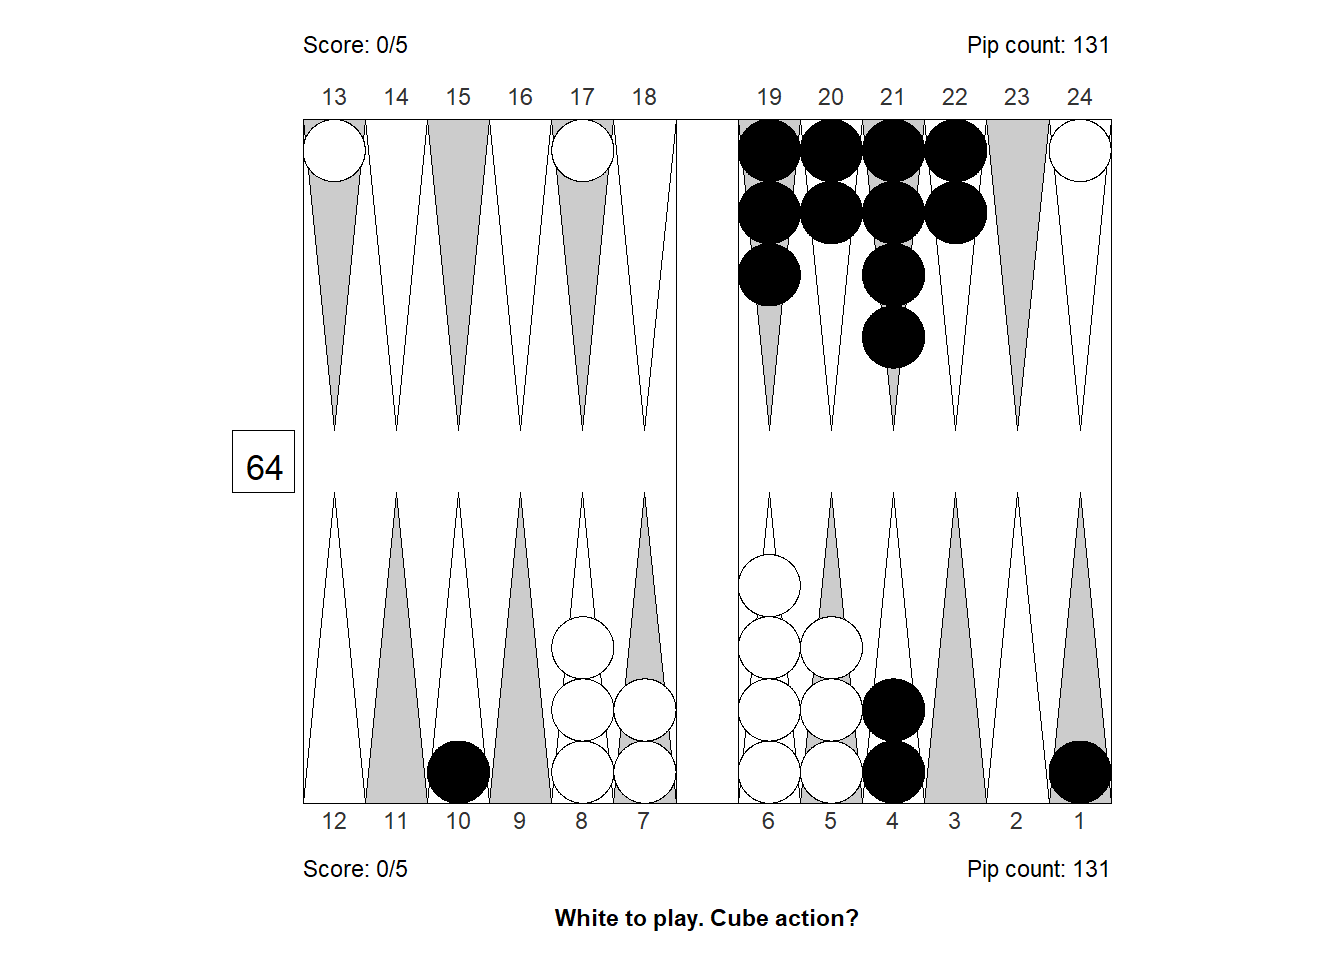 Score: 0/5 Pip count: 131
13 14 15 16 17 18 19 20 21 22 23 24
64
12 11 10 9 8 7 6 5 4 3 2 1
Score: 0/5 Pip count: 131
White to play. Cube action?